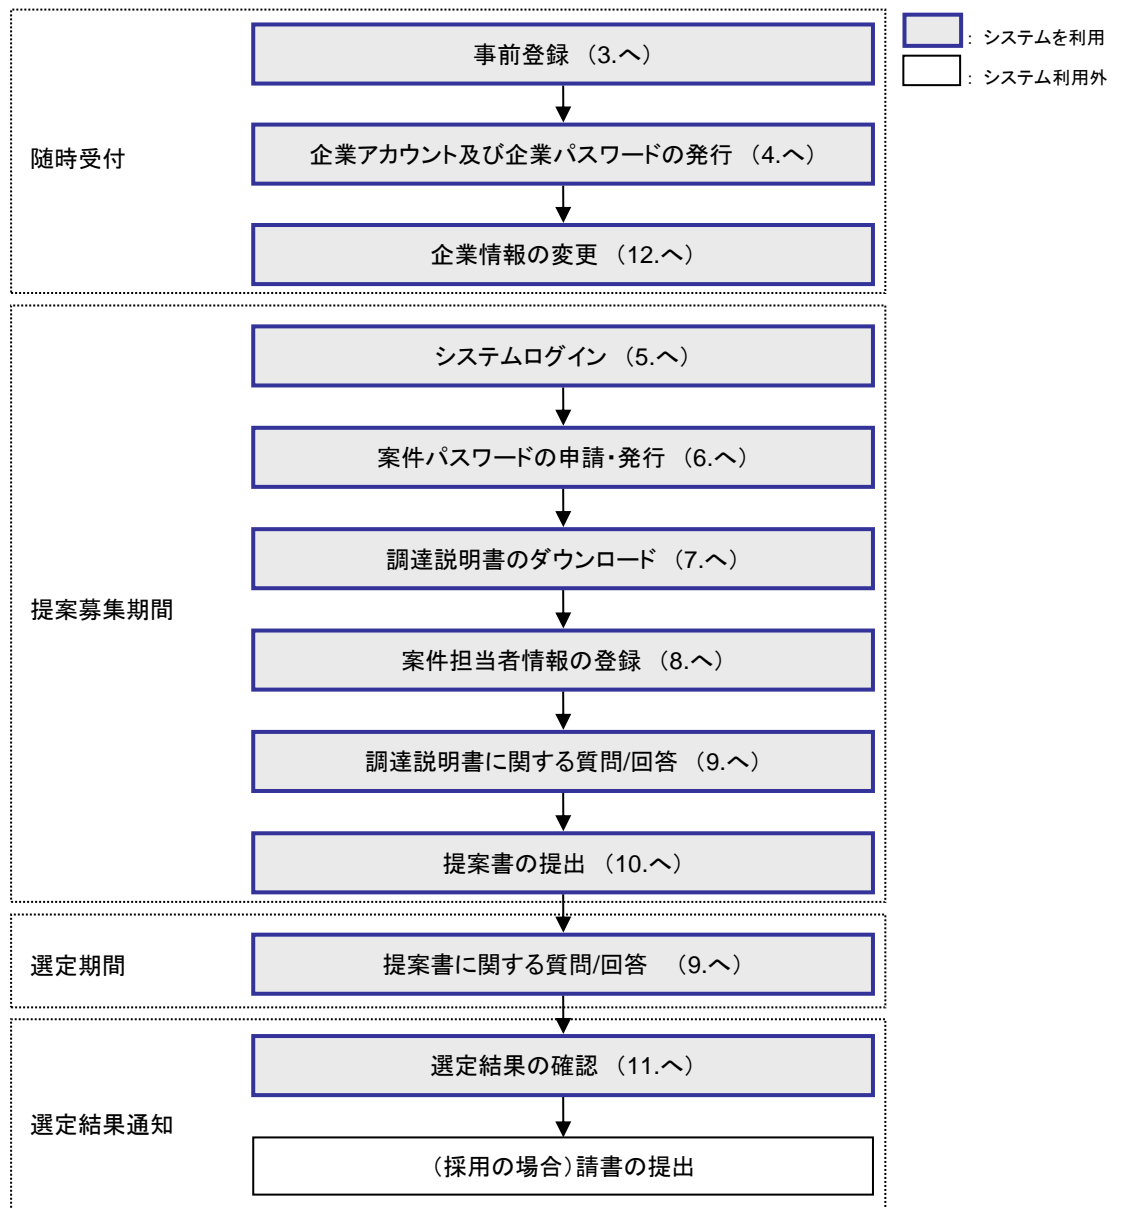 ：システムを利用
：システム利用外
随時受付
事前登録（3.へ）
企業アカウント及び企業パスワードの発行（4.へ）
企業情報の変更（12.へ）
提案募集期間
システムログイン（5.へ）
案件パスワードの申請・発行（6.へ）
調達説明書のダウンロード（7.へ）
案件担当者情報の登録（8.へ）
調達説明書に関する質問/回答（9.へ）
提案書の提出（10.へ）
選定期間
提案書に関する質問/回答　（9.へ）
選定結果通知
選定結果の確認（11.へ）
（採用の場合）請書の提出